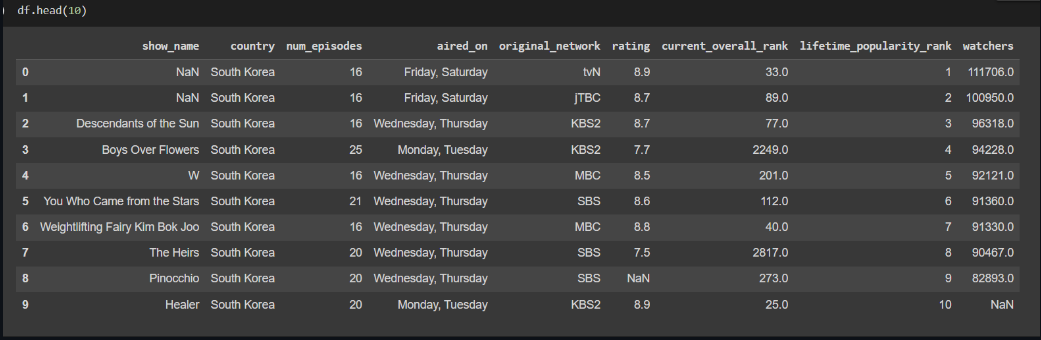 df.head(10)
show_name country num_episodes aired_on original_network rating current_overall_rank lifetime_popularity_rank watchers
0 NaN South Korea 16 Friday, Saturday tvN 8.9 33.0 1 111706.0
1 NaN South Korea 16 Friday, Saturday jTBC 8.7 89.0 2 100950.0
2 Descendants of the Sun South Korea 16 Wednesday, Thursday KBS2 8.7 77.0 3 96318.0
3 Boys Over Flowers South Korea 25 Monday, Tuesday KBS2 7.7 2249.0 4 94228.0
4 W South Korea 16 Wednesday, Thursday MBC 8.5 201.0 5 92121.0
5 You Who Came from the Stars South Korea 21 Wednesday, Thursday SBS 8.6 112.0 6 91360.0
6 Weightlifting Fairy Kim Bok Joo South Korea 16 Wednesday, Thursday MBC 8.8 40.0 7 91330.0
7 The Heirs South Korea 20 Wednesday, Thursday SBS 7.5 2817.0 8 90467.0
8 Pinocchio South Korea 20 Wednesday, Thursday SBS NaN 273.0 9 82893.0
9 Healer South Korea 20 Monday, Tuesday KBS2 8.9 25.0 10 NaN